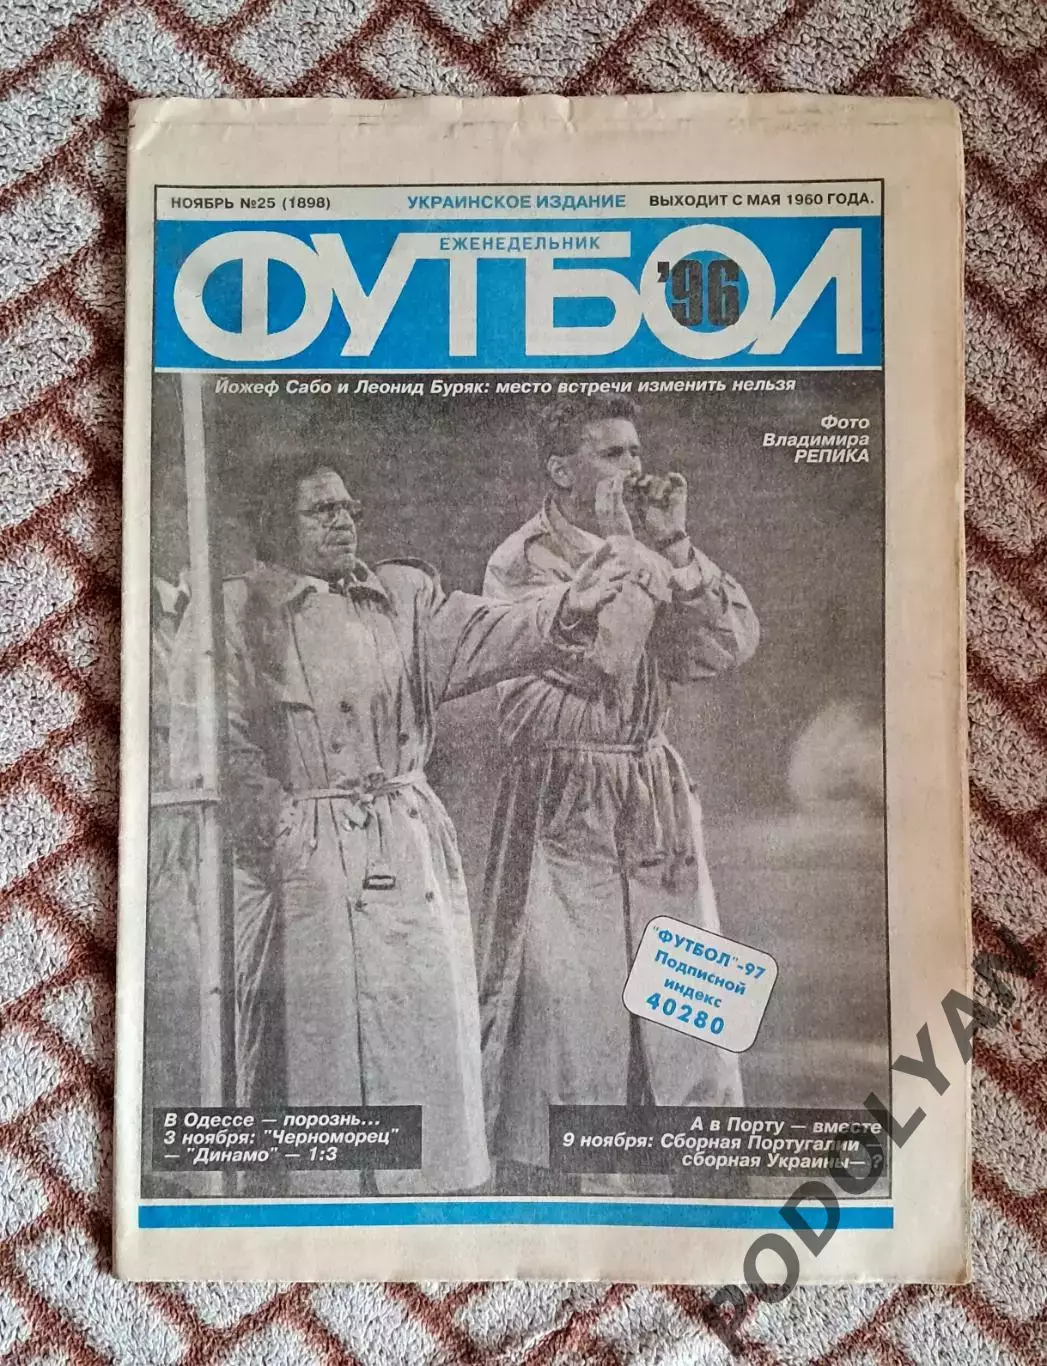 НОЯБРЬ №25 (1898) УКРАИНСКОЕ ИЗДАНИЕ ВЫХОДИТ С МАЯ 1960 ГОДА.
ЕЖЕНЕДЕЛЬНИК
ФУТБОЛ '96
Йожеф Сабо и Леонид Буряк: место встречи изменить нельзя
Фото
Владимира
РЕПИКА
"ФУТБОЛ"-97
Подписной
индекс
40280
В Одессе — порознь...
3 ноября: "Черноморец"
— "Динамо" — 1:3
А в Порту — вместе
9 ноября: Сборная Португалии —
сборная Украины—?
PODOLYAN